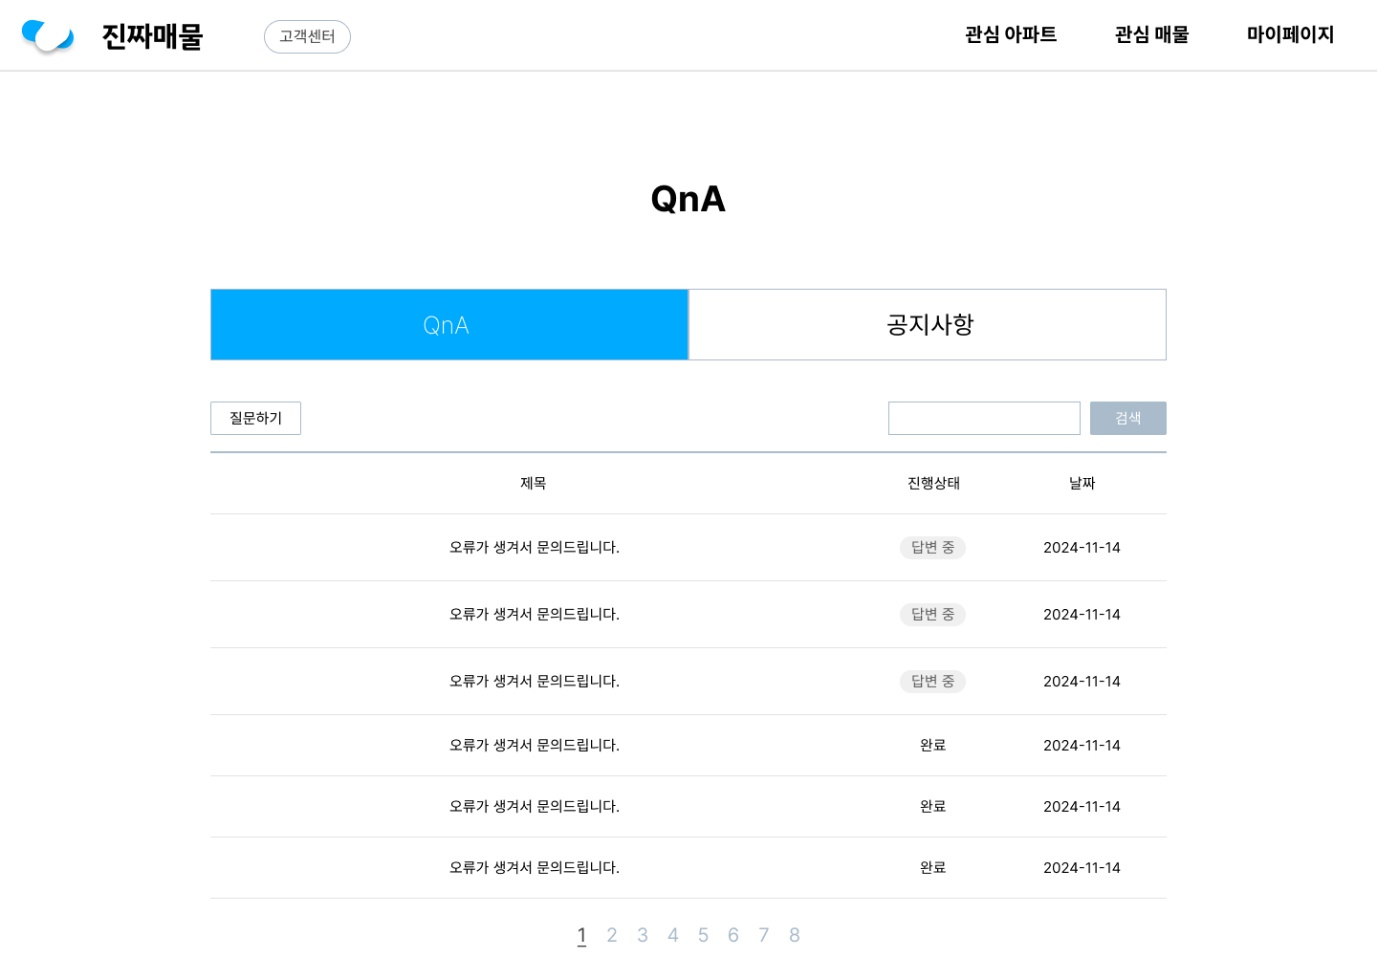 진짜매물 고객센터 관심 아파트 관심 매물 마이페이지
QnA
QnA 공지사항
질문하기 검색
제목 진행상태 날짜
오류가 생겨서 문의드립니다. 답변 중 2024-11-14
오류가 생겨서 문의드립니다. 답변 중 2024-11-14
오류가 생겨서 문의드립니다. 답변 중 2024-11-14
오류가 생겨서 문의드립니다. 완료 2024-11-14
오류가 생겨서 문의드립니다. 완료 2024-11-14
오류가 생겨서 문의드립니다. 완료 2024-11-14
1 2 3 4 5 6 7 8